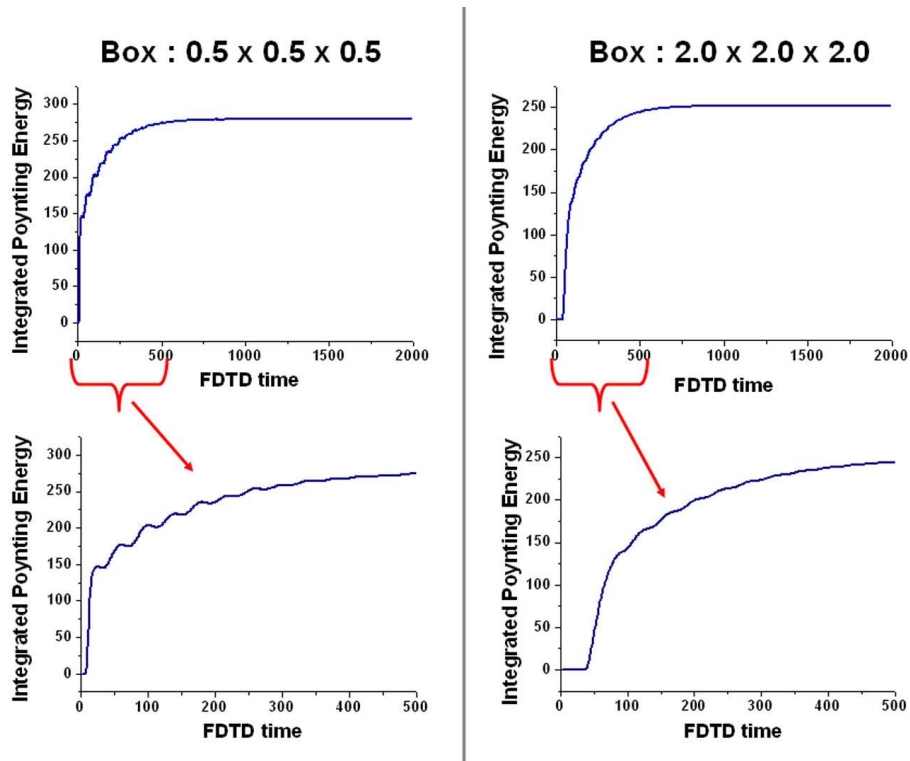 Box : 0.5 x 0.5 x 0.5
Integrated Poynting Energy
300
250
200
150
100
50
0
0 500 1000 1500 2000
FDTD time
Integrated Poynting Energy
300
250
200
150
100
50
0
0 100 200 300 400 500
FDTD time
Box : 2.0 x 2.0 x 2.0
Integrated Poynting Energy
250
200
150
100
50
0
0 500 1000 1500 2000
FDTD time
Integrated Poynting Energy
250
200
150
100
50
0
0 100 200 300 400 500
FDTD time